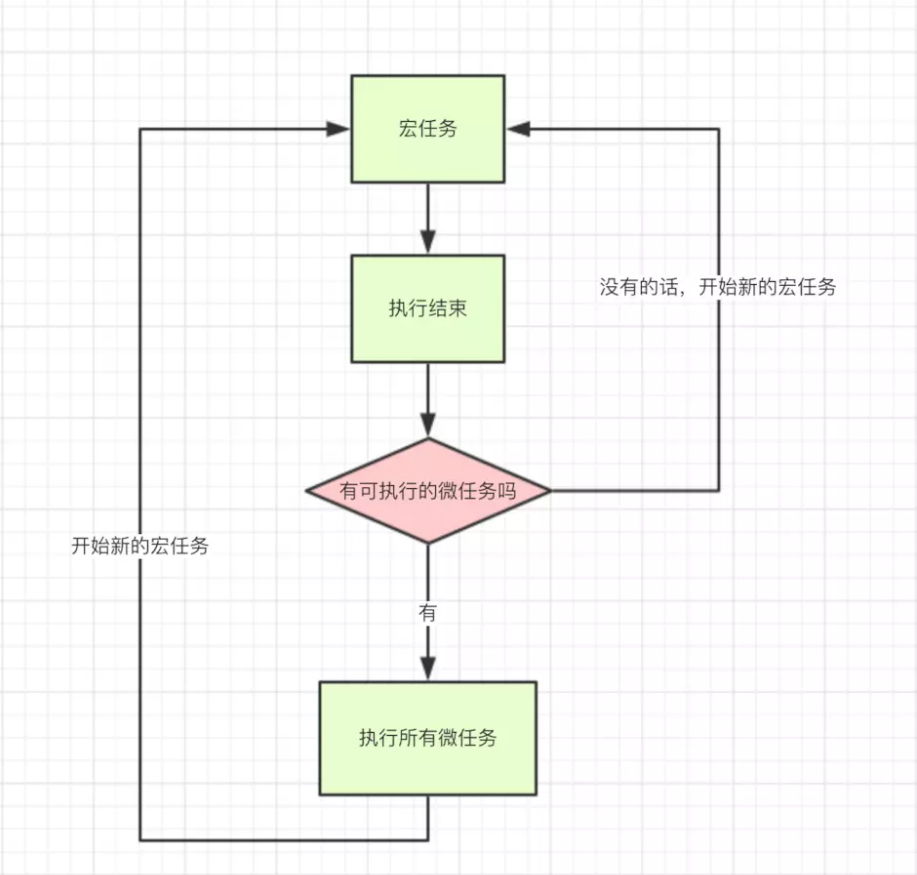 宏任务
没有的话，开始新的宏任务
执行结束
有可执行的微任务吗
开始新的宏任务
有
执行所有微任务